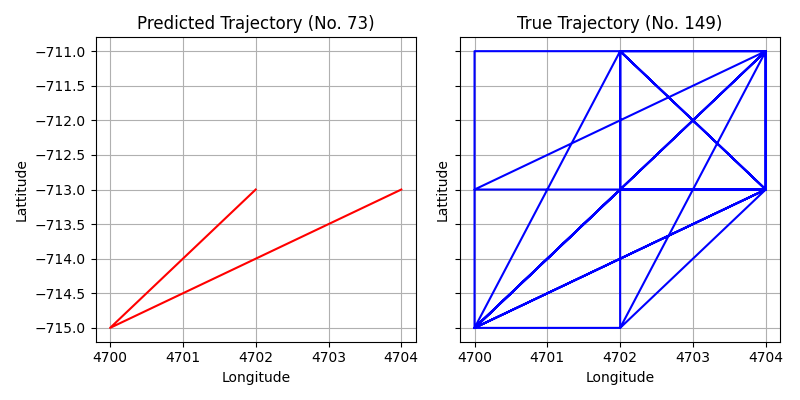 Predicted Trajectory (No. 73)
True Trajectory (No. 149)
−711.0
−711.5
−712.0
−712.5
−713.0
−713.5
−714.0
−714.5
−715.0
Lattitude
Lattitude
4700 4701 4702 4703 4704
4700 4701 4702 4703 4704
Longitude
Longitude